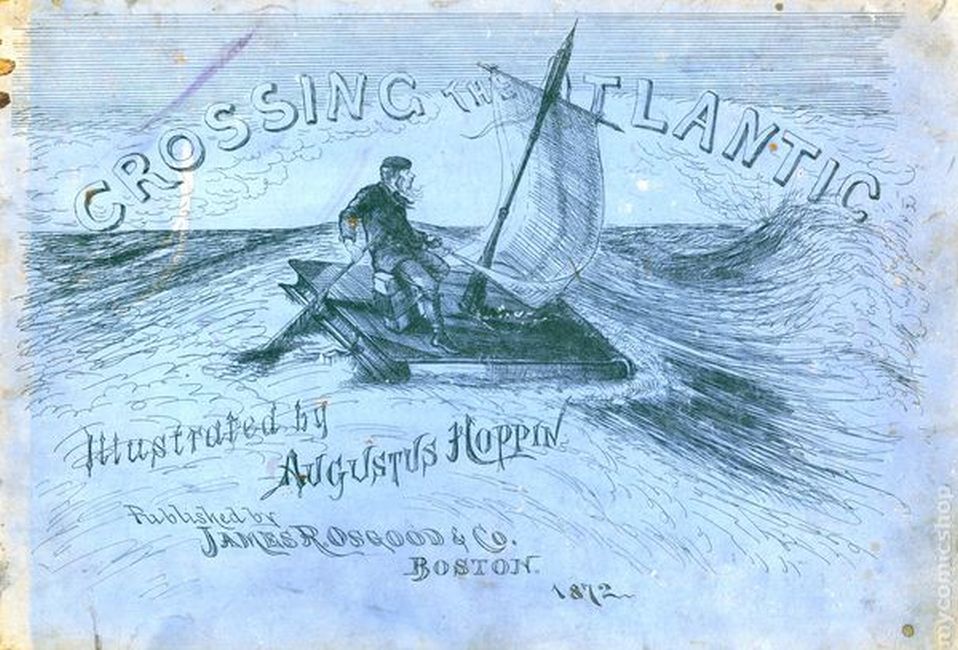 CROSSING THE ATLANTIC
Illustrated by
AUGUSTUS HOPPIN
Published by
JAMES R. OSGOOD & CO.
BOSTON.
1872.
mycomicshop